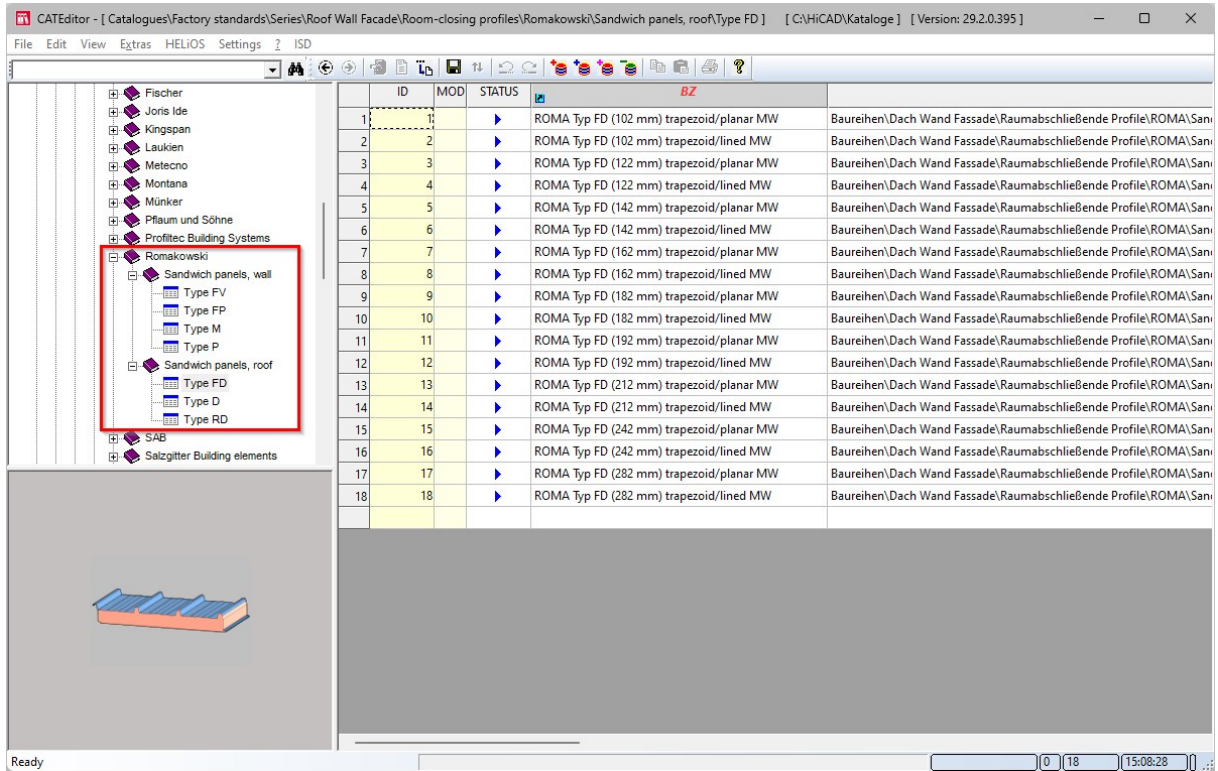 CATEditor - [ Catalogues\Factory standards\Series\Roof Wall Facade\Room-closing profiles\Romakowski\Sandwich panels, roof\Type FD ] [ C:\HiCAD\Kataloge ] [ Version: 29.2.0.395 ]
File Edit View Extras HELiOS Settings ? ISD
Fischer
Joris Ide
Kingspan
Laukien
Metecno
Montana
Münker
Pflaum und Söhne
Profiltec Building Systems
Romakowski
Sandwich panels, wall
Type FV
Type FP
Type M
Type P
Sandwich panels, roof
Type FD
Type D
Type RD
SAB
Salzgitter Building elements
ID MOD STATUS BZ
1 1 ROMA Typ FD (102 mm) trapezoid/planar MW Baureihen\Dach Wand Fassade\Raumabschließende Profile\ROMA\San
2 2 ROMA Typ FD (102 mm) trapezoid/lined MW Baureihen\Dach Wand Fassade\Raumabschließende Profile\ROMA\San
3 3 ROMA Typ FD (122 mm) trapezoid/planar MW Baureihen\Dach Wand Fassade\Raumabschließende Profile\ROMA\San
4 4 ROMA Typ FD (122 mm) trapezoid/lined MW Baureihen\Dach Wand Fassade\Raumabschließende Profile\ROMA\San
5 5 ROMA Typ FD (142 mm) trapezoid/planar MW Baureihen\Dach Wand Fassade\Raumabschließende Profile\ROMA\San
6 6 ROMA Typ FD (142 mm) trapezoid/lined MW Baureihen\Dach Wand Fassade\Raumabschließende Profile\ROMA\San
7 7 ROMA Typ FD (162 mm) trapezoid/planar MW Baureihen\Dach Wand Fassade\Raumabschließende Profile\ROMA\San
8 8 ROMA Typ FD (162 mm) trapezoid/lined MW Baureihen\Dach Wand Fassade\Raumabschließende Profile\ROMA\San
9 9 ROMA Typ FD (182 mm) trapezoid/planar MW Baureihen\Dach Wand Fassade\Raumabschließende Profile\ROMA\San
10 10 ROMA Typ FD (182 mm) trapezoid/lined MW Baureihen\Dach Wand Fassade\Raumabschließende Profile\ROMA\San
11 11 ROMA Typ FD (192 mm) trapezoid/planar MW Baureihen\Dach Wand Fassade\Raumabschließende Profile\ROMA\San
12 12 ROMA Typ FD (192 mm) trapezoid/lined MW Baureihen\Dach Wand Fassade\Raumabschließende Profile\ROMA\San
13 13 ROMA Typ FD (212 mm) trapezoid/planar MW Baureihen\Dach Wand Fassade\Raumabschließende Profile\ROMA\San
14 14 ROMA Typ FD (212 mm) trapezoid/lined MW Baureihen\Dach Wand Fassade\Raumabschließende Profile\ROMA\San
15 15 ROMA Typ FD (242 mm) trapezoid/planar MW Baureihen\Dach Wand Fassade\Raumabschließende Profile\ROMA\San
16 16 ROMA Typ FD (242 mm) trapezoid/lined MW Baureihen\Dach Wand Fassade\Raumabschließende Profile\ROMA\San
17 17 ROMA Typ FD (282 mm) trapezoid/planar MW Baureihen\Dach Wand Fassade\Raumabschließende Profile\ROMA\San
18 18 ROMA Typ FD (282 mm) trapezoid/lined MW Baureihen\Dach Wand Fassade\Raumabschließende Profile\ROMA\San
Ready 0 18 15:08:28